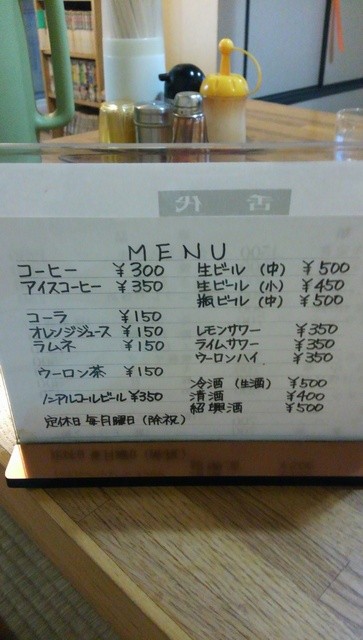 MENU
コーヒー ¥300
アイスコーヒー ¥350
コーラ ¥150
オレンジジュース ¥150
ラムネ ¥150
ウーロン茶 ¥150
ノンアルコールビール ¥350
定休日 毎月曜日 (除祝)
生ビール (中) ¥500
生ビール (小) ¥450
瓶ビール (中) ¥500
レモンサワー ¥350
ライムサワー ¥350
ウーロンハイ ¥350
冷酒 (生酒) ¥500
清酒 ¥400
紹興酒 ¥500